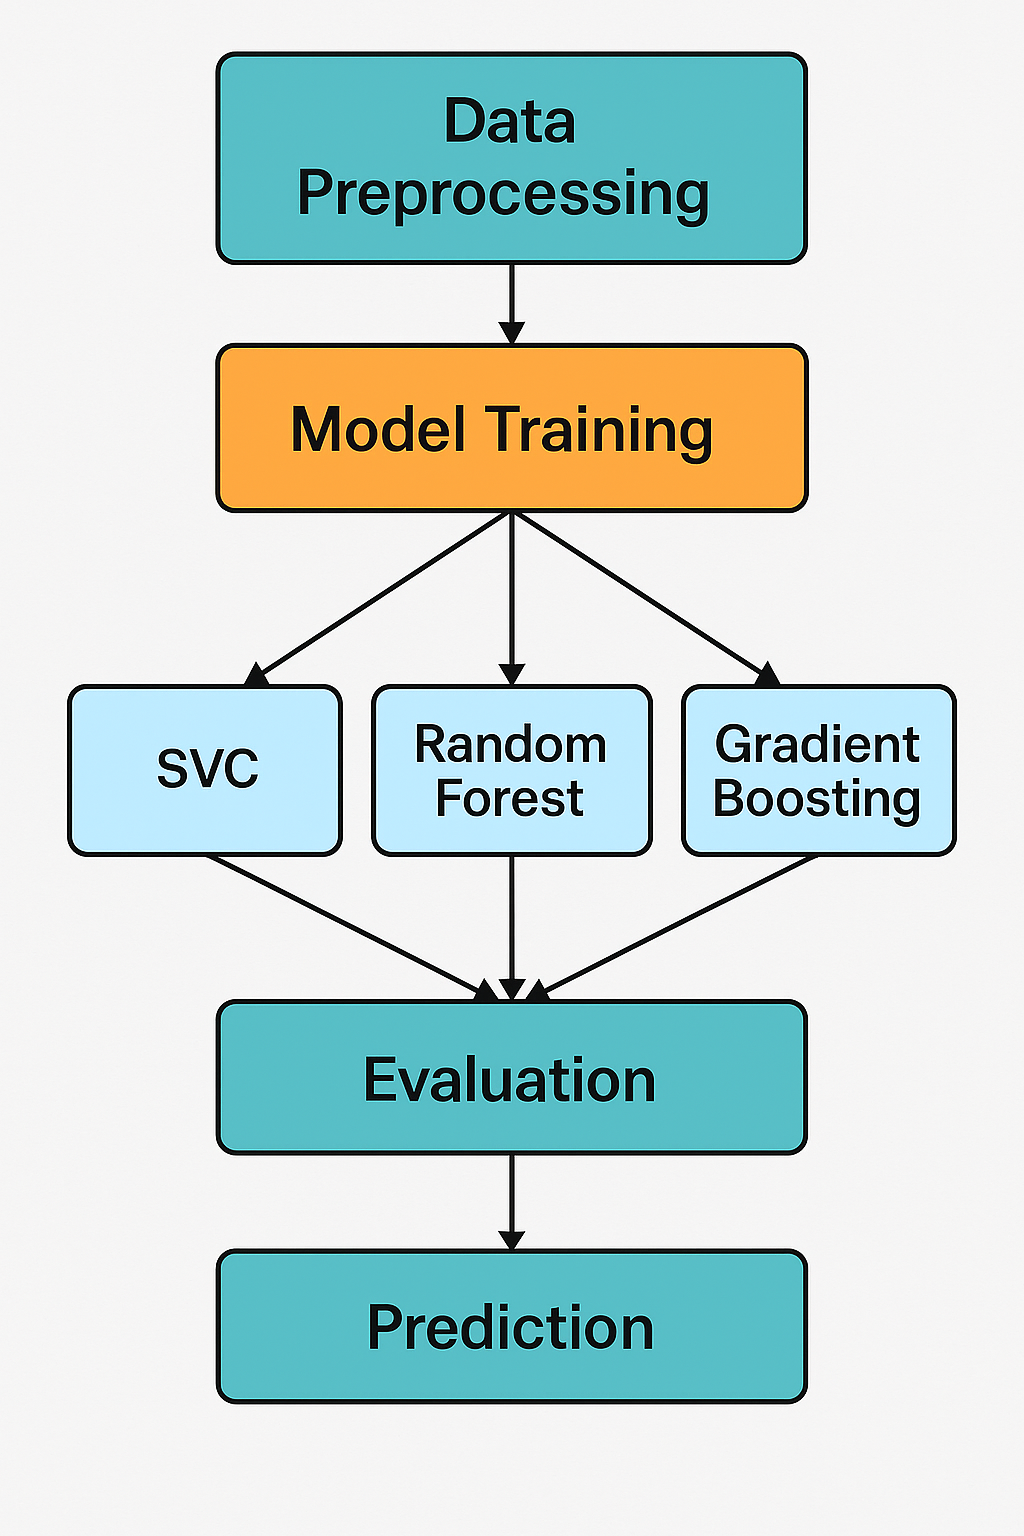 Data
Preprocessing
Model Training
SVC
Random
Forest
Gradient
Boosting
Evaluation
Prediction